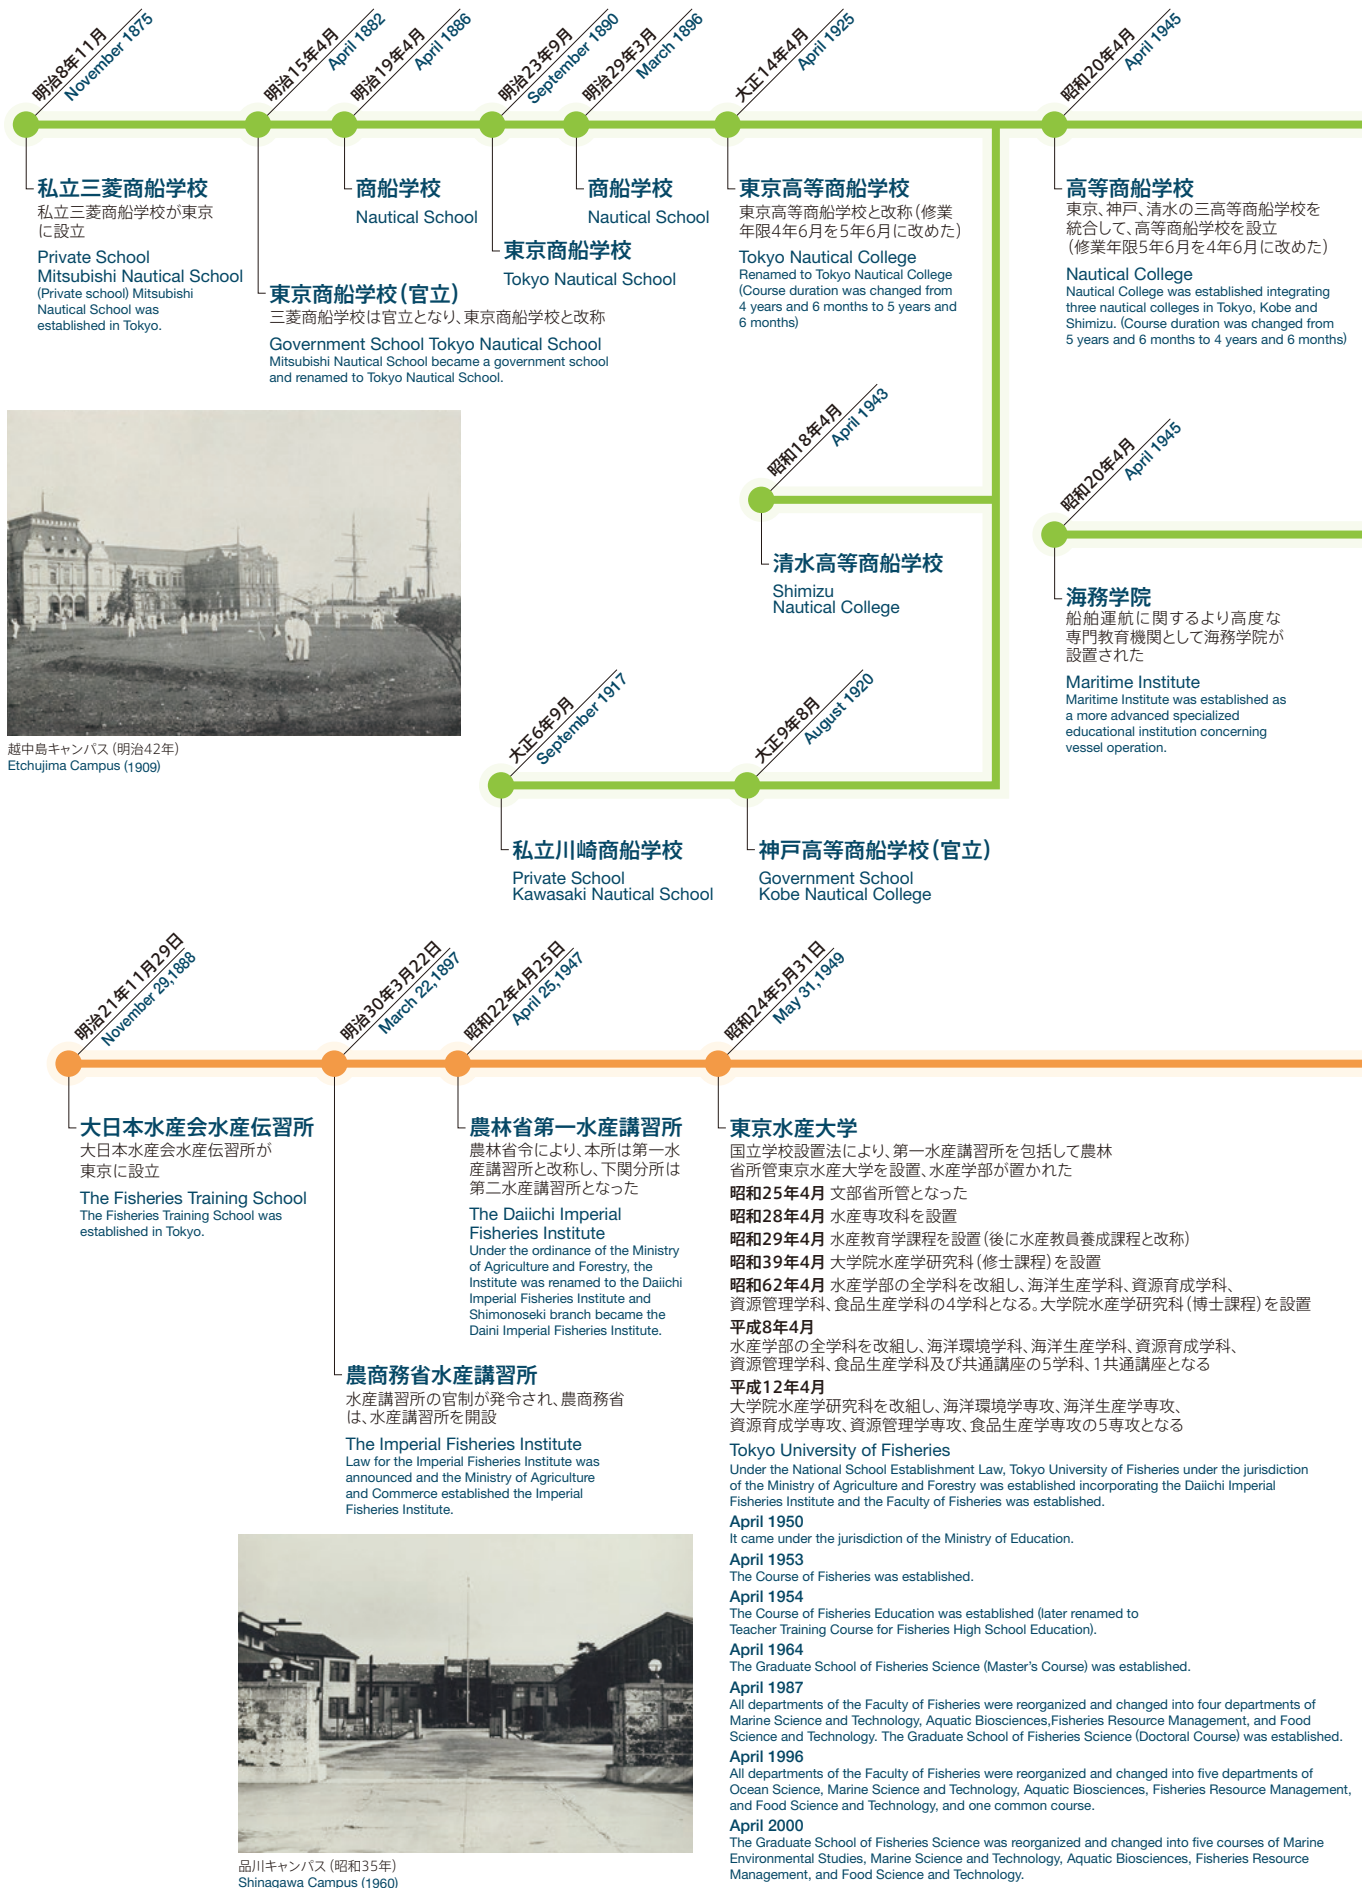 明治8年11月
November 1875
明治15年4月
April 1882
明治19年4月
April 1886
明治23年9月
September 1890
明治29年3月
March 1896
大正14年4月
April 1925
昭和20年4月
April 1945
私立三菱商船学校
私立三菱商船学校が東京
に設立
Private School
Mitsubishi Nautical School
(Private school) Mitsubishi
Nautical School was
established in Tokyo.
東京商船学校(官立)
三菱商船学校は官立となり、東京商船学校と改称
Government School Tokyo Nautical School
Mitsubishi Nautical School became a government school
and renamed to Tokyo Nautical School.
商船学校
Nautical School
東京商船学校
Tokyo Nautical School
商船学校
Nautical School
東京高等商船学校
東京高等商船学校と改称(修業
年限4年6月を5年6月に改めた)
Tokyo Nautical College
Renamed to Tokyo Nautical College
(Course duration was changed from
4 years and 6 months to 5 years and
6 months)
高等商船学校
東京、神戸、清水の三高等商船学校を
統合して、高等商船学校を設立
(修業年限5年6月を4年6月に改めた)
Nautical College
Nautical College was established integrating
three nautical colleges in Tokyo, Kobe and
Shimizu. (Course duration was changed from
5 years and 6 months to 4 years and 6 months)
昭和18年4月
April 1943
清水高等商船学校
Shimizu
Nautical College
昭和20年4月
April 1945
海務学院
船舶運航に関するより高度な
専門教育機関として海務学院が
設置された
Maritime Institute
Maritime Institute was established as
a more advanced specialized
educational institution concerning
vessel operation.
越中島キャンパス(明治42年)
Etchujima Campus (1909)
大正6年9月
September 1917
大正9年8月
August 1920
私立川崎商船学校
Private School
Kawasaki Nautical School
神戸高等商船学校(官立)
Government School
Kobe Nautical College
明治21年11月29日
November 29,1888
明治30年3月22日
March 22,1897
昭和22年4月25日
April 25,1947
昭和24年5月31日
May 31,1949
大日本水産会水産伝習所
大日本水産会水産伝習所が
東京に設立
The Fisheries Training School
The Fisheries Training School was
established in Tokyo.
農林省第一水産講習所
農林省令により、本所は第一水
産講習所と改称し、下関分所は
第二水産講習所となった
The Daiichi Imperial
Fisheries Institute
Under the ordinance of the Ministry
of Agriculture and Forestry, the
Institute was renamed to the Daiichi
Imperial Fisheries Institute and
Shimonoseki branch became the
Daini Imperial Fisheries Institute.
農商務省水産講習所
水産講習所の官制が発令され、農商務省
は、水産講習所を開設
The Imperial Fisheries Institute
Law for the Imperial Fisheries Institute was
announced and the Ministry of Agriculture
and Commerce established the Imperial
Fisheries Institute.
品川キャンパス(昭和35年)
Shinagawa Campus (1960)
東京水産大学
国立学校設置法により、第一水産講習所を包括して農林
省所管東京水産大学を設置、水産学部が置かれた
昭和25年4月 文部省所管となった
昭和28年4月 水産専攻科を設置
昭和29年4月 水産教育学課程を設置(後に水産教員養成課程と改称)
昭和39年4月 大学院水産学研究科(修士課程)を設置
昭和62年4月 水産学部の全学科を改組し、海洋生産学科、資源育成学科、
資源管理学科、食品生産学科の4学科となる。大学院水産学研究科(博士課程)を設置
平成8年4月
水産学部の全学科を改組し、海洋環境学科、海洋生産学科、資源育成学科、
資源管理学科、食品生産学科及び共通講座の5学科、1共通講座となる
平成12年4月
大学院水産学研究科を改組し、海洋環境学専攻、海洋生産学専攻、
資源育成学専攻、資源管理学専攻、食品生産学専攻の5専攻となる
Tokyo University of Fisheries
Under the National School Establishment Law, Tokyo University of Fisheries under the jurisdiction
of the Ministry of Agriculture and Forestry was established incorporating the Daiichi Imperial
Fisheries Institute and the Faculty of Fisheries was established.
April 1950
It came under the jurisdiction of the Ministry of Education.
April 1953
The Course of Fisheries was established.
April 1954
The Course of Fisheries Education was established (later renamed to
Teacher Training Course for Fisheries High School Education).
April 1964
The Graduate School of Fisheries Science (Master's Course) was established.
April 1987
All departments of the Faculty of Fisheries were reorganized and changed into four departments of
Marine Science and Technology, Aquatic Biosciences,Fisheries Resource Management, and Food
Science and Technology. The Graduate School of Fisheries Science (Doctoral Course) was established.
April 1996
All departments of the Faculty of Fisheries were reorganized and changed into five departments of
Ocean Science, Marine Science and Technology, Aquatic Biosciences, Fisheries Resource Management,
and Food Science and Technology, and one common course.
April 2000
The Graduate School of Fisheries Science was reorganized and changed into five courses of Marine
Environmental Studies, Marine Science and Technology, Aquatic Biosciences, Fisheries Resource
Management, and Food Science and Technology.